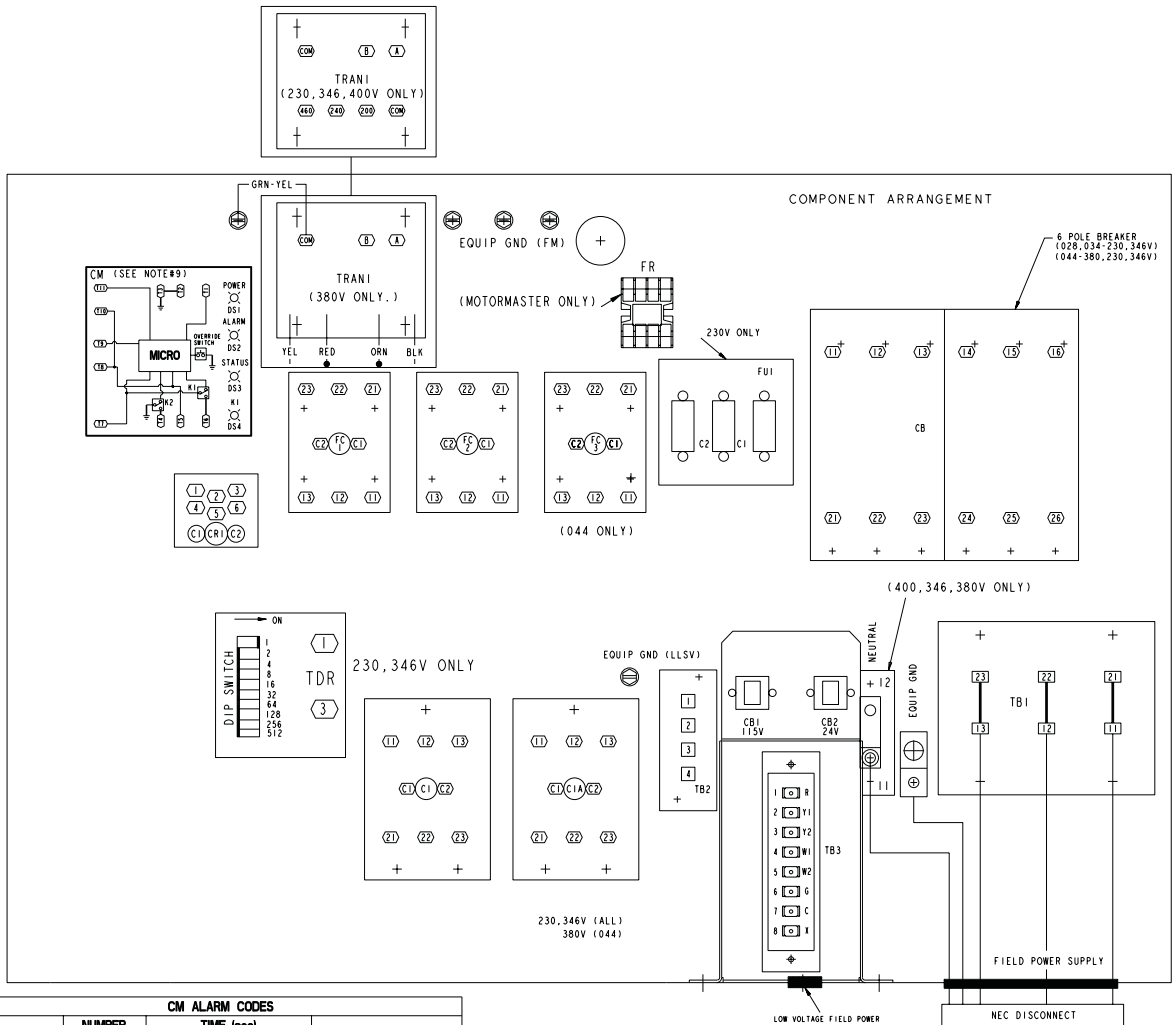 COM B A
TRAN1
(230,346,400V ONLY)
460 240 200 COM
GRN-YEL
COMPONENT ARRANGEMENT
COM B A
EQUIP GND (FM)
TRAN1
(380V ONLY.)
YEL RED ORN BLK
FR
(MOTORMASTER ONLY)
6 POLE BREAKER
(028,034-230,346V)
(044-380,230,346V)
CM (SEE NOTE#9)
T11
T10
T9
T8
T7
MICRO
OVERRIDE
SWITCH
K1
K2
POWER
DS1
ALARM
DS2
STATUS
DS3
K1
DS4
23 22 21
C2 FC 1 C1
13 12 11
23 22 21
C2 FC 2 C1
13 12 11
23 22 21
C2 FC 3 C1
13 12 11
(044 ONLY)
230V ONLY
FU1
C2 C1
11 12 13 14 15 16
CB
21 22 23 24 25 26
1 2 3
4 5 6
C1 CR1 C2
ON
DIP SWITCH
1
2
4
8
16
32
64
128
256
512
1
TDR
3
230,346V ONLY
11 12 13
C1 C1 C2
21 22 23
11 12 13
C1 C1A C2
21 22 23
230,346V (ALL)
380V (044)
EQUIP GND (LLSV)
1
2
3
4
TB2
CB1
115V
CB2
24V
1 R
2 Y1
3 Y2
4 W1
5 W2
6 G
7 C
8 X
TB3
(400,346,380V ONLY)
NEUTRAL
12
11
EQUIP GND
23 22 21
TB1
13 12 11
FIELD POWER SUPPLY
NEC DISCONNECT
LOW VOLTAGE FIELD POWER
CM ALARM CODES
NUMBER
TIME (sec)